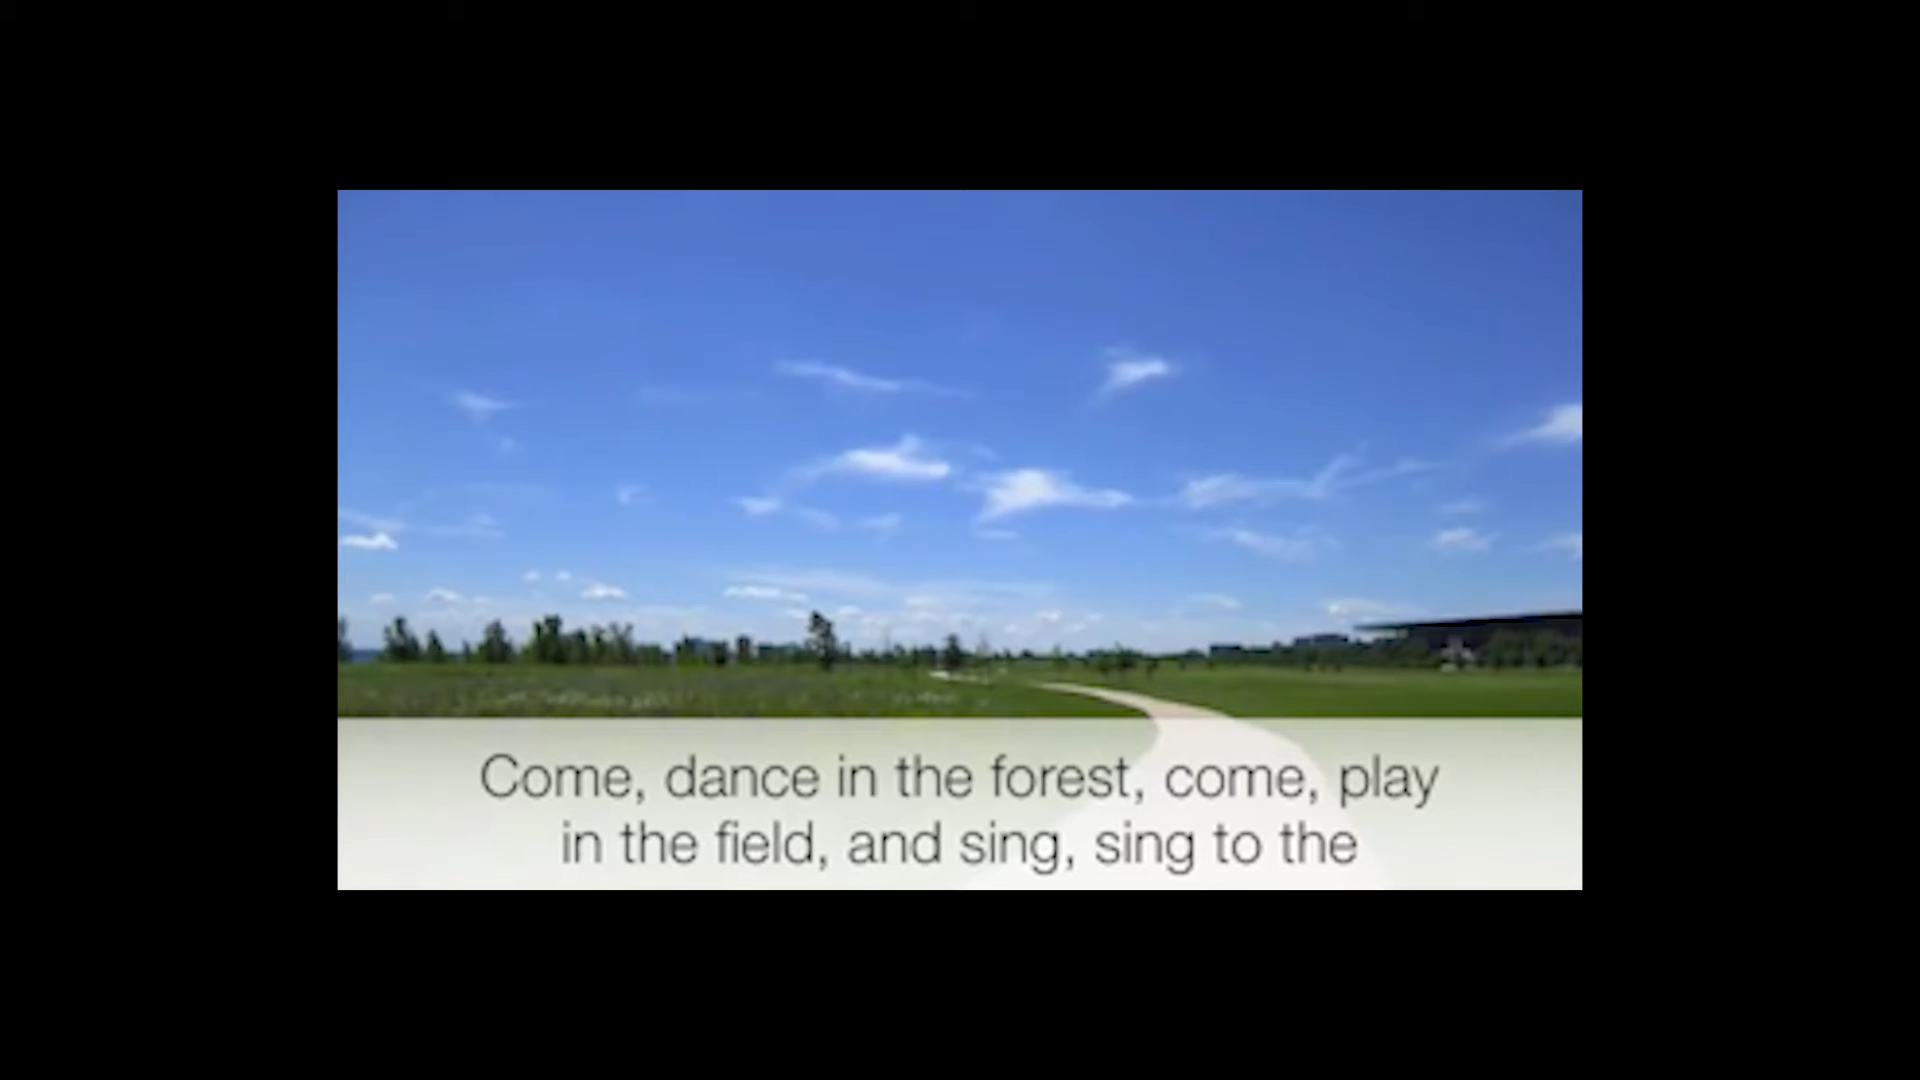 Come, dance in the forest, come, play
in the field, and sing, sing to the